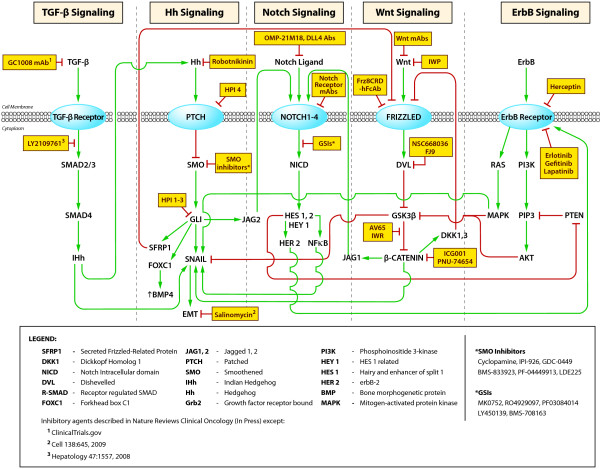 TGF-β Signaling
Hh Signaling
Notch Signaling
Wnt Signaling
ErbB Signaling
GC1008 mAb1
TGF-β
Hh
Robotnikinin
OMP-21M18, DLL4 Abs
Notch Ligand
Wnt mAbs
Wnt
IWP
ErbB
HPI 4
Notch
Receptor
mAbs
Frz8CRD
-hFcAb
Herceptin
Cell Membrane
Cytoplasm
TGF-β Receptor
PTCH
NOTCH1-4
FRIZZLED
ErbB Receptor
LY21097613
SMAD2/3
SMO
SMO
inhibitors*
GSIs*
NICD
DVL
NSC668036
FJ9
RAS
PI3K
Erlotinib
Gefitinib
Lapatinib
HPI 1-3
SMAD4
GLI
JAG2
HES 1, 2
HEY 1
GSK3β
MAPK
PIP3
PTEN
AV65
IWR
DKK1,3
SFRP1
HER 2
NFκB
IHh
FOXC1
SNAIL
JAG1
β-CATENIN
ICG001
PNU-74654
AKT
↑BMP4
EMT
Salinomycin2
LEGEND:
SFRP1 - Secreted Frizzled-Related Protein
DKK1 - Dickkopf Homolog 1
NICD - Notch Intracellular domain
DVL - Dishevelled
R-SMAD - Receptor regulated SMAD
FOXC1 - Forkhead box C1
JAG1, 2 - Jagged 1, 2
PTCH - Patched
SMO - Smoothened
IHh - Indian Hedgehog
Hh - Hedgehog
Grb2 - Growth factor receptor bound
PI3K - Phosphoinositide 3-kinase
HEY 1 - HES 1 related
HES 1 - Hairy and enhancer of split 1
HER 2 - erbB-2
BMP - Bone morphogenetic protein
MAPK - Mitogen-activated protein kinase
*SMO Inhibitors
Cyclopamine, IPI-926, GDC-0449
BMS-833923, PF-04449913, LDE225
*GSIs
MK0752, RO4929097, PF03084014
LY450139, BMS-708163
Inhibitory agents described in Nature Reviews Clinical Oncology (In Press) except:
1 ClinicalTrials.gov
2 Cell 138:645, 2009
3 Hepatology 47:1557, 2008